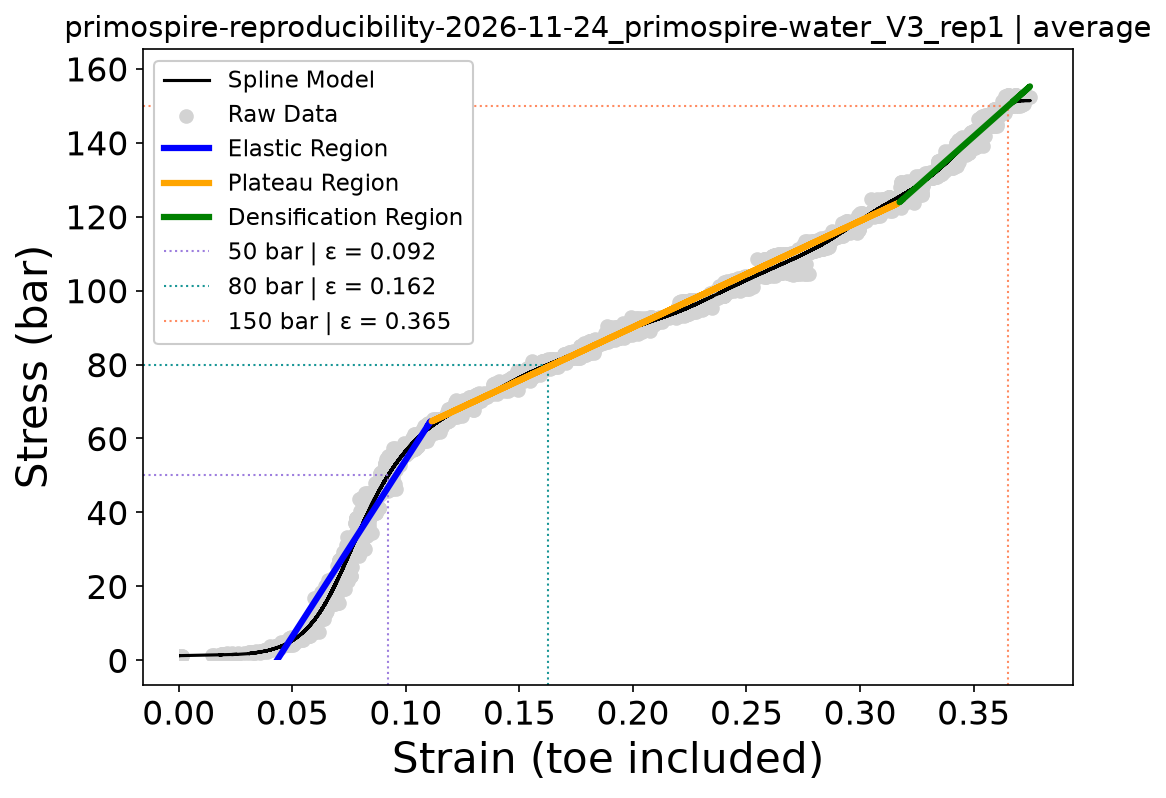 primospire-reproducibility-2026-11-24_primospire-water_V3_rep1 | average
Spline Model
Raw Data
Elastic Region
Plateau Region
Densification Region
50 bar | ε = 0.092
80 bar | ε = 0.162
150 bar | ε = 0.365
Stress (bar)
160
140
120
100
80
60
40
20
0
0.00 0.05 0.10 0.15 0.20 0.25 0.30 0.35
Strain (toe included)